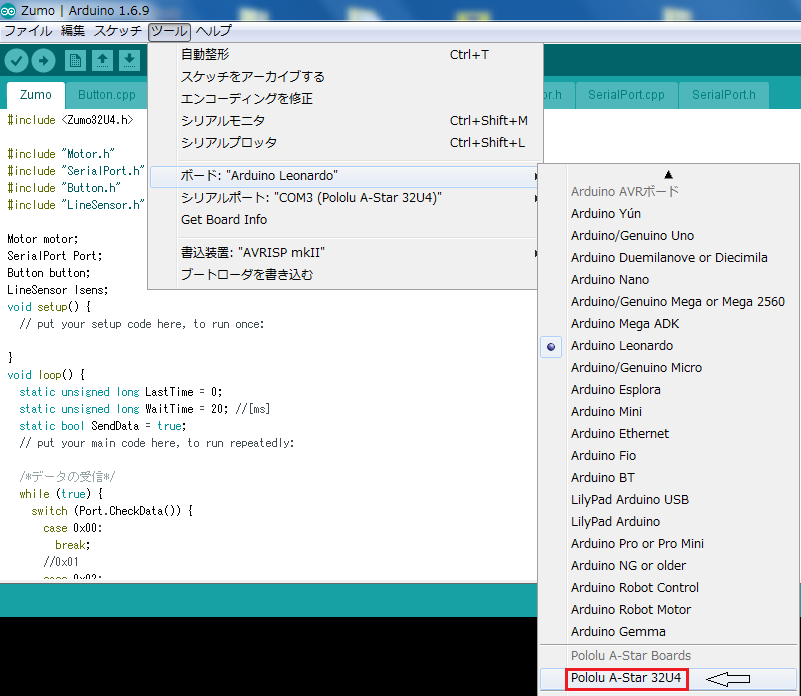 Zumo | Arduino 1.6.9
ファイル 編集 スケッチ ツール ヘルプ
自動整形 Ctrl+T
スケッチをアーカイブする
エンコーディングを修正
シリアルモニタ Ctrl+Shift+M
シリアルプロッタ Ctrl+Shift+L
ボード: "Arduino Leonardo"
シリアルポート: "COM3 (Pololu A-Star 32U4)"
Get Board Info
書込装置: "AVRISP mkII"
ブートローダを書き込む
Zumo Button.cpp or.h SerialPort.cpp SerialPort.h
#include <Zumo32U4.h>
#include "Motor.h"
#include "SerialPort.h"
#include "Button.h"
#include "LineSensor.h"
Motor motor;
SerialPort Port;
Button button;
LineSensor lsens;
void setup() {
// put your setup code here, to run once:
}
void loop() {
static unsigned long LastTime = 0;
static unsigned long WaitTime = 20; //[ms]
static bool SendData = true;
// put your main code here, to run repeatedly:
/*データの受信*/
while (true) {
switch (Port.CheckData()) {
case 0x00:
break;
//0x01
case 0x02:
Arduino AVRボード
Arduino Yún
Arduino/Genuino Uno
Arduino Duemilanove or Diecimila
Arduino Nano
Arduino/Genuino Mega or Mega 2560
Arduino Mega ADK
Arduino Leonardo
Arduino/Genuino Micro
Arduino Esplora
Arduino Mini
Arduino Ethernet
Arduino Fio
Arduino BT
LilyPad Arduino USB
LilyPad Arduino
Arduino Pro or Pro Mini
Arduino NG or older
Arduino Robot Control
Arduino Robot Motor
Arduino Gemma
Pololu A-Star Boards
Pololu A-Star 32U4